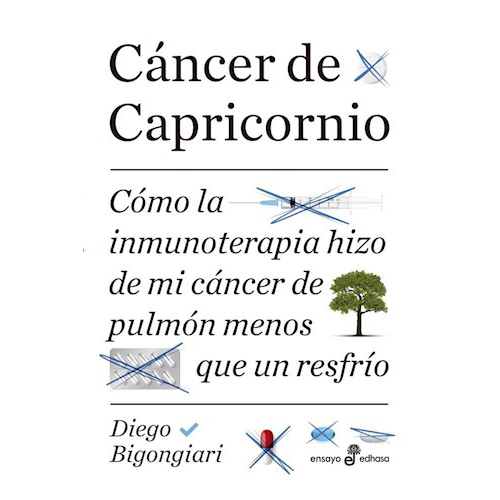 Cáncer de
Capricornio
Cómo la
inmunoterapia hizo
de mi cáncer de
pulmón menos
que un resfrío
Diego
Bigongiari
ensayo edhasa